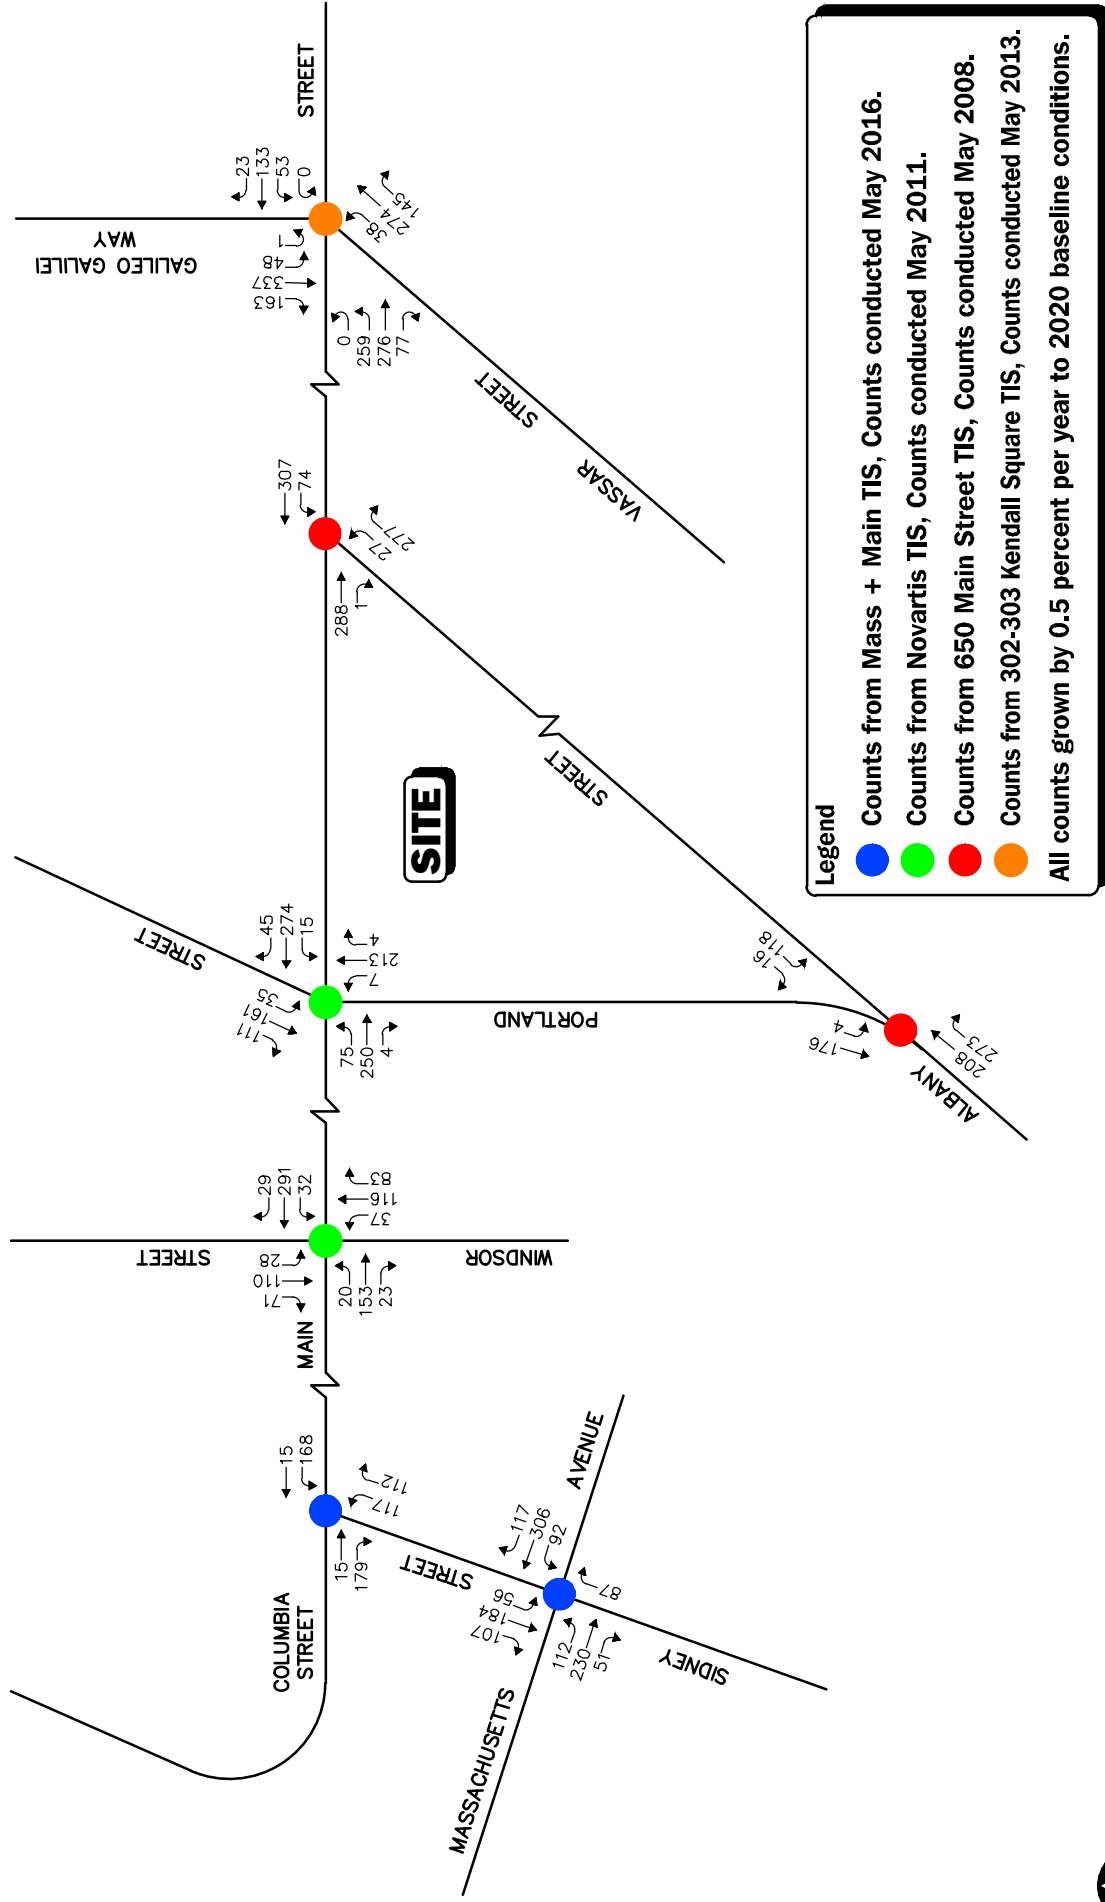 COLUMBIA
STREET
15
168
112
117
15
179
STREET
MASSACHUSETTS
AVENUE
117
306
92
56
184
107
112
230
51
87
SIDNEY
MAIN
STREET
29
291
32
28
110
71
20
153
23
83
116
37
WINDSOR
STREET
45
274
15
35
161
111
75
250
4
4
213
7
PORTLAND
SITE
STREET
118
16
4
176
208
273
ALBANY
307
74
27
277
288
1
GALILEO GALILEI
WAY
23
133
53
0
1
48
337
163
0
259
276
77
38
274
145
STREET
STREET
VASSAR
Legend
Counts from Mass + Main TIS, Counts conducted May 2016.
Counts from Novartis TIS, Counts conducted May 2011.
Counts from 650 Main Street TIS, Counts conducted May 2008.
Counts from 302-303 Kendall Square TIS, Counts conducted May 2013.
All counts grown by 0.5 percent per year to 2020 baseline conditions.